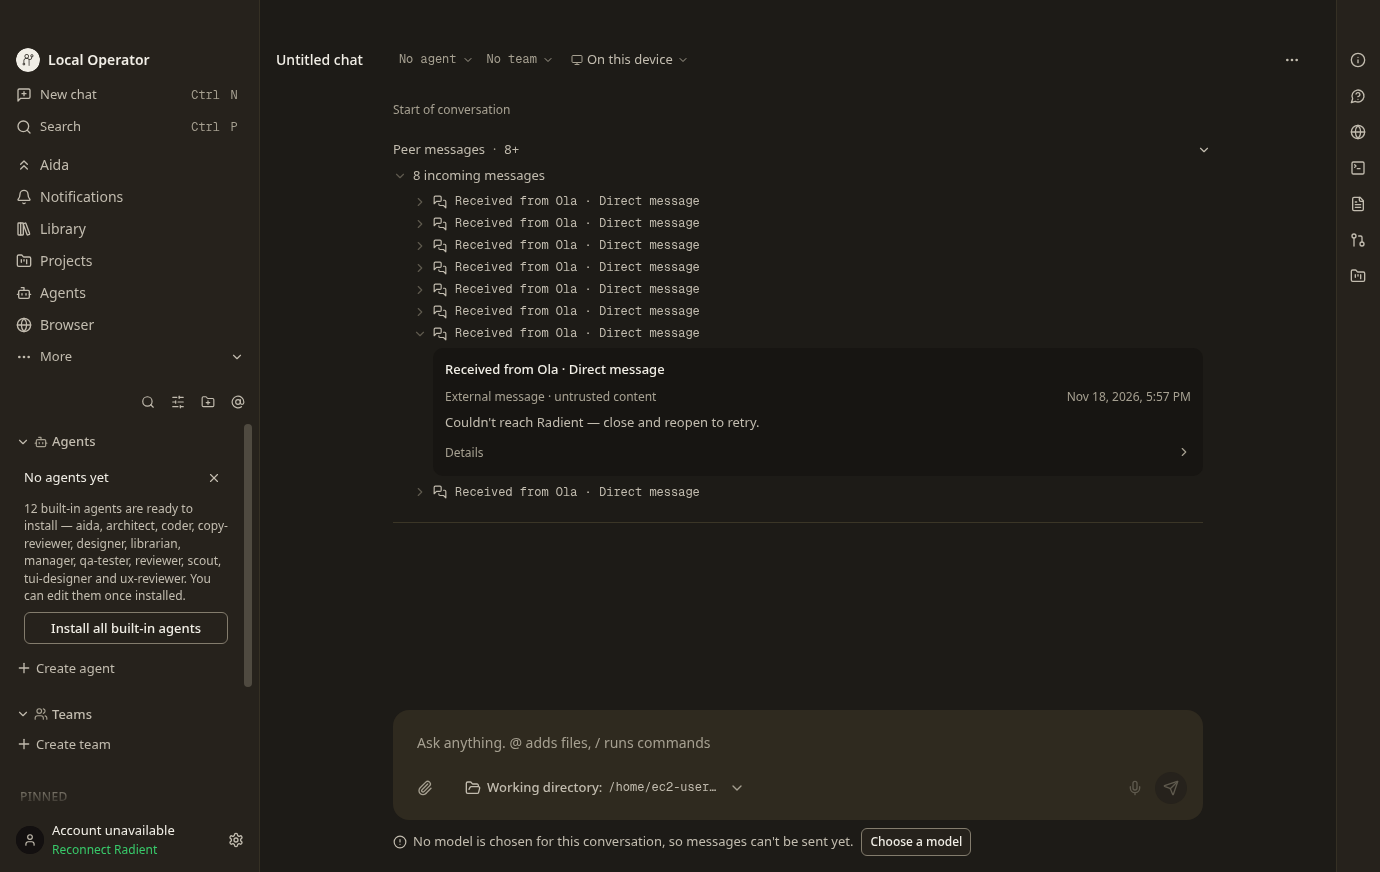 Local Operator
New chat Ctrl N
Search Ctrl P
Aida
Notifications
Library
Projects
Agents
Browser
More
Agents
No agents yet
12 built-in agents are ready to
install — aida, architect, coder, copy-
reviewer, designer, librarian,
manager, qa-tester, reviewer, scout,
tui-designer and ux-reviewer. You
can edit them once installed.
Install all built-in agents
Create agent
Teams
Create team
PINNED
Account unavailable
Reconnect Radient
Untitled chat No agent No team On this device
Start of conversation
Peer messages · 8+
8 incoming messages
Received from Ola · Direct message
Received from Ola · Direct message
Received from Ola · Direct message
Received from Ola · Direct message
Received from Ola · Direct message
Received from Ola · Direct message
Received from Ola · Direct message
Received from Ola · Direct message
External message · untrusted content Nov 18, 2026, 5:57 PM
Couldn't reach Radient — close and reopen to retry.
Details
Received from Ola · Direct message
Ask anything. @ adds files, / runs commands
Working directory: /home/ec2-user…
No model is chosen for this conversation, so messages can't be sent yet. Choose a model